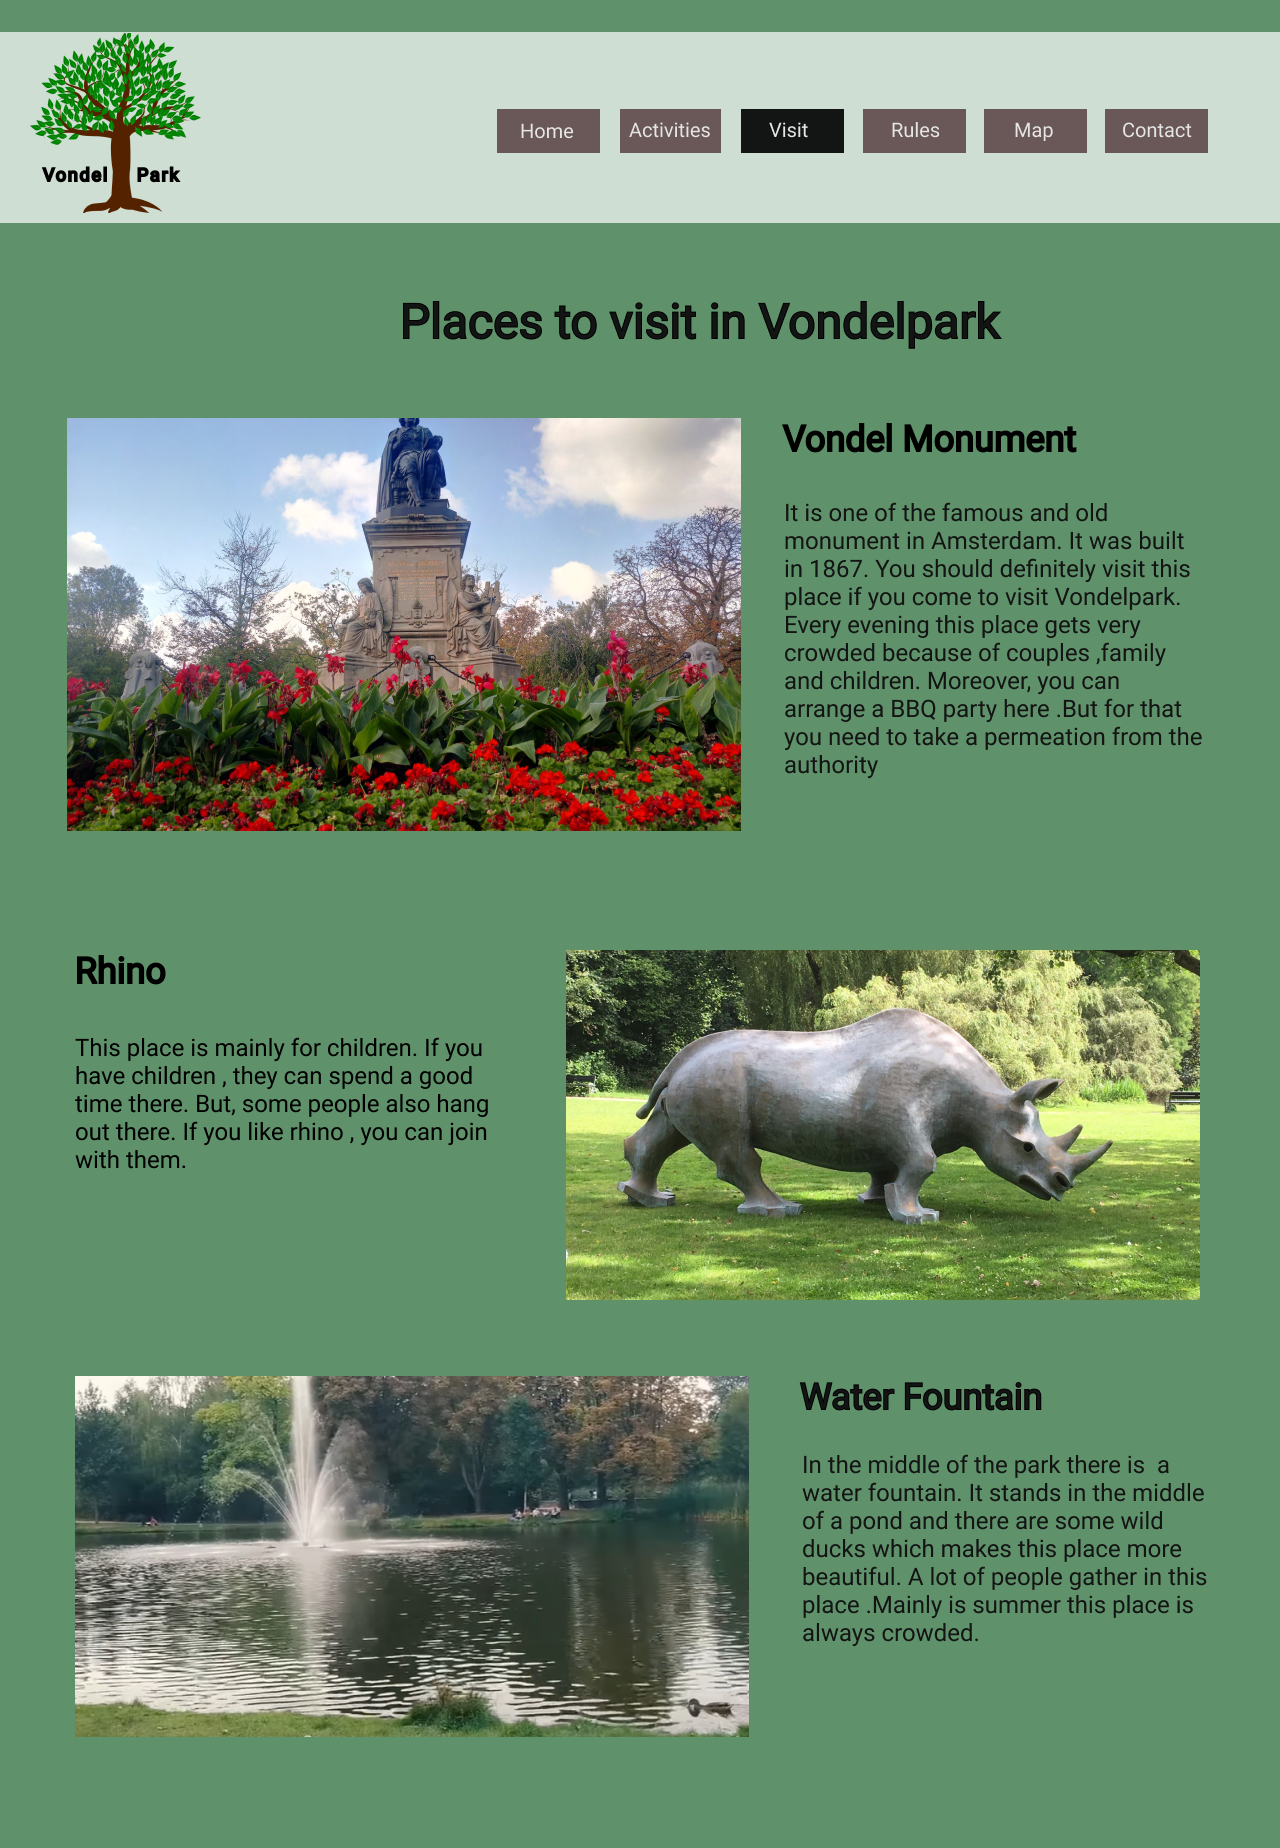 Vondel Park
Home Activities Visit Rules Map Contact
Places to visit in Vondelpark
Vondel Monument
It is one of the famous and old
monument in Amsterdam. It was built
in 1867. You should definitely visit this
place if you come to visit Vondelpark.
Every evening this place gets very
crowded because of couples ,family
and children. Moreover, you can
arrange a BBQ party here .But for that
you need to take a permeation from the
authority
Rhino
This place is mainly for children. If you
have children , they can spend a good
time there. But, some people also hang
out there. If you like rhino , you can join
with them.
Water Fountain
In the middle of the park there is  a
water fountain. It stands in the middle
of a pond and there are some wild
ducks which makes this place more
beautiful. A lot of people gather in this
place .Mainly is summer this place is
always crowded.